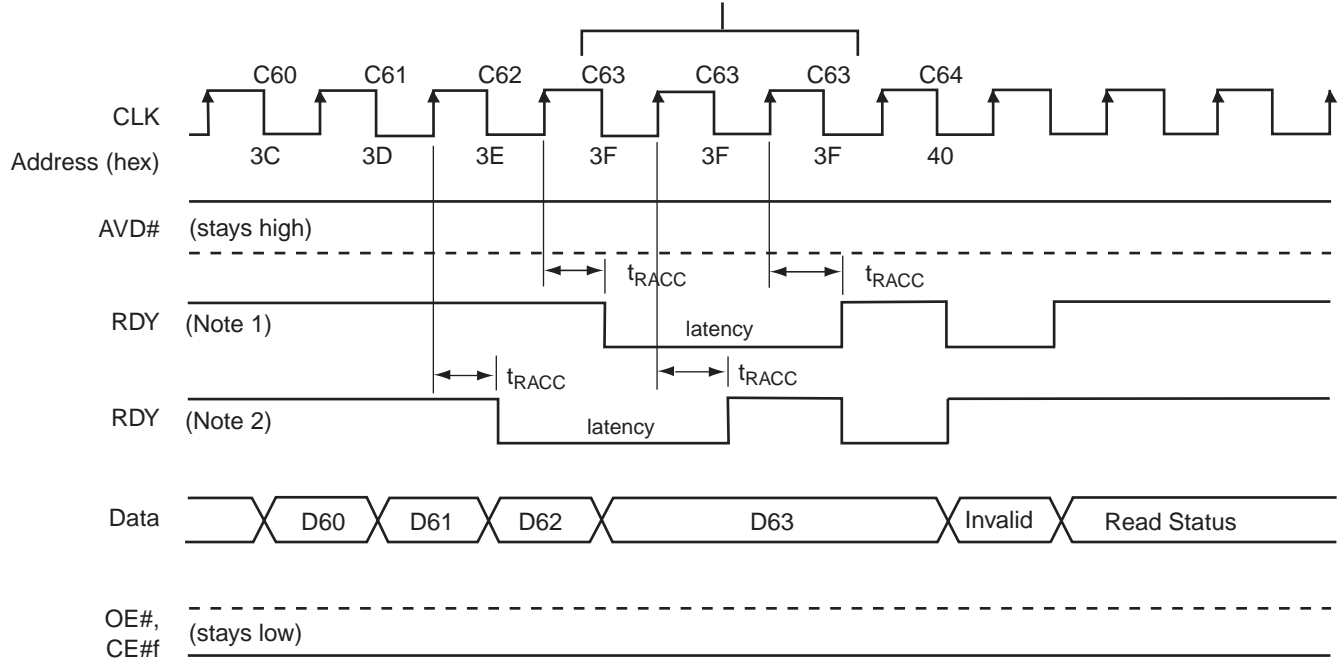 C60 C61 C62 C63 C63 C63 C64
CLK
Address (hex) 3C 3D 3E 3F 3F 3F 40
AVD# (stays high)
tRACC tRACC
RDY (Note 1) latency
tRACC tRACC
RDY (Note 2) latency
Data D60 D61 D62 D63 Invalid Read Status
OE#,
CE#f (stays low)